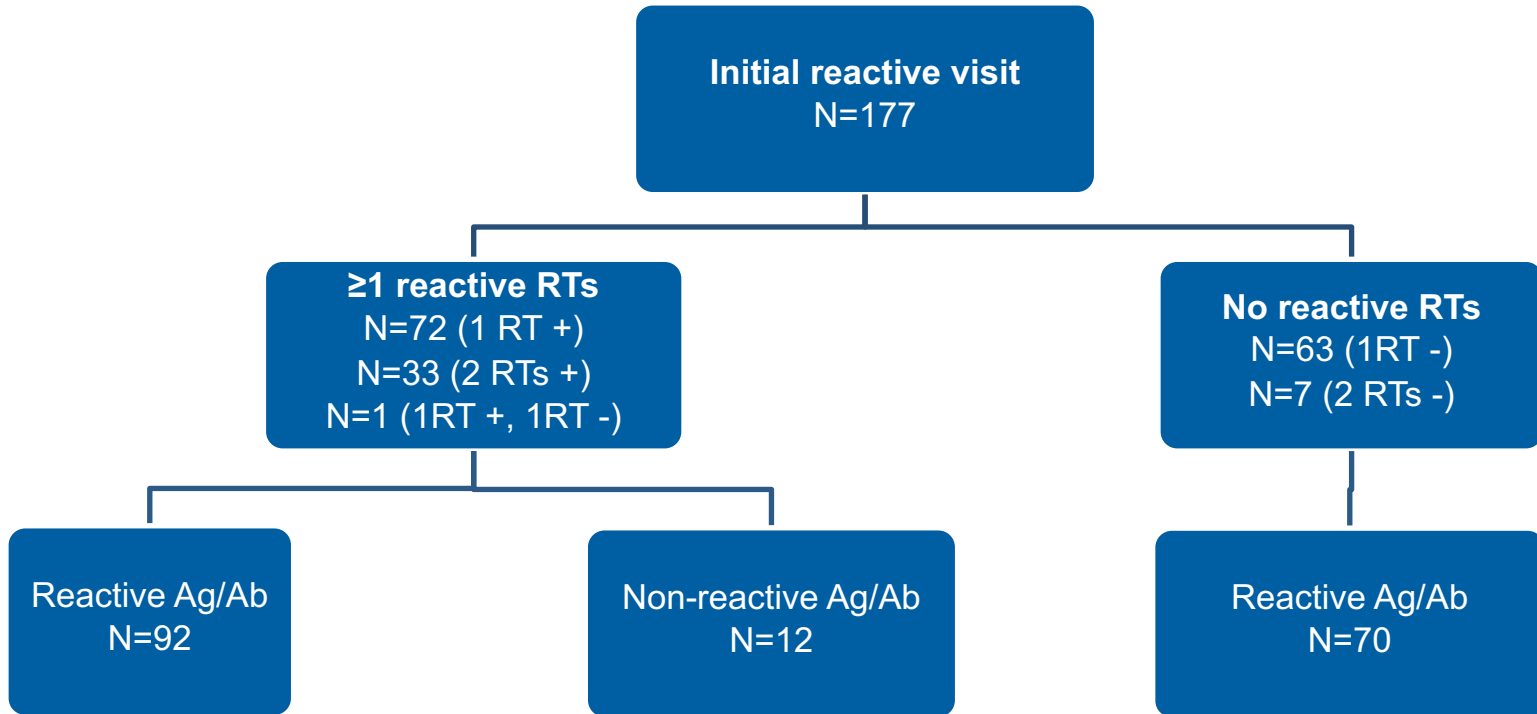 Initial reactive visit
N=177
≥1 reactive RTs
N=72 (1 RT +)
N=33 (2 RTs +)
N=1 (1RT +, 1RT -)
No reactive RTs
N=63 (1RT -)
N=7 (2 RTs -)
Reactive Ag/Ab
N=92
Non-reactive Ag/Ab
N=12
Reactive Ag/Ab
N=70